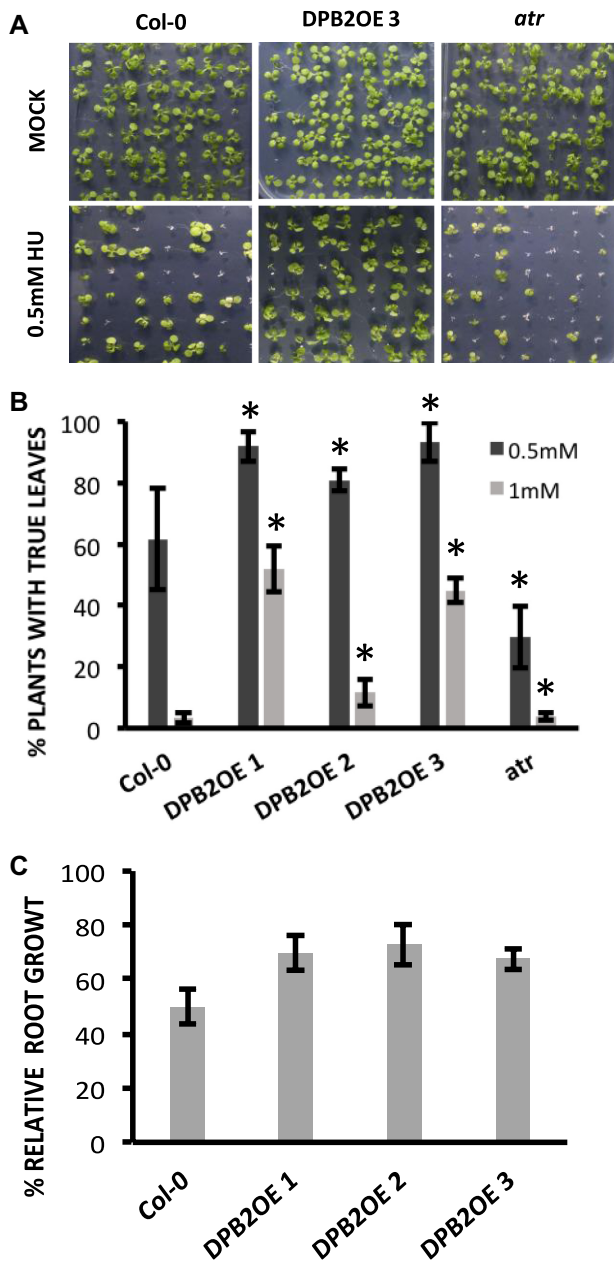 A
Col-0 DPB2OE 3 atr
MOCK
0.5mM HU
B
% PLANTS WITH TRUE LEAVES
100
80
60
40
20
0
* * * * * * * *
0.5mM
1mM
Col-0 DPB2OE 1 DPB2OE 2 DPB2OE 3 atr
C
% RELATIVE ROOT GROWT
100
80
60
40
20
0
Col-0 DPB2OE 1 DPB2OE 2 DPB2OE 3